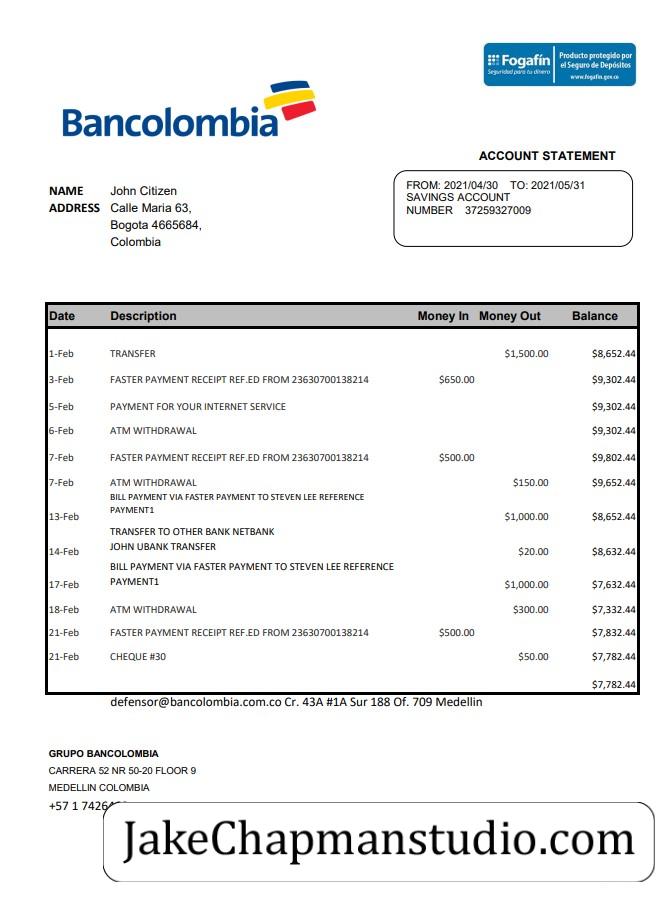 Fogafín
Seguridad para tu dinero
Producto protegido por
el Seguro de Depósitos
www.fogafin.gov.co
Bancolombia
ACCOUNT STATEMENT
NAME John Citizen
ADDRESS Calle Maria 63,
Bogota 4665684,
Colombia
FROM: 2021/04/30 TO: 2021/05/31
SAVINGS ACCOUNT
NUMBER 37259327009
Date Description Money In Money Out Balance
1-Feb TRANSFER $1,500.00 $8,652.44
3-Feb FASTER PAYMENT RECEIPT REF.ED FROM 23630700138214 $650.00 $9,302.44
5-Feb PAYMENT FOR YOUR INTERNET SERVICE $9,302.44
6-Feb ATM WITHDRAWAL $9,302.44
7-Feb FASTER PAYMENT RECEIPT REF.ED FROM 23630700138214 $500.00 $9,802.44
7-Feb ATM WITHDRAWAL $150.00 $9,652.44
BILL PAYMENT VIA FASTER PAYMENT TO STEVEN LEE REFERENCE
PAYMENT1
13-Feb $1,000.00 $8,652.44
TRANSFER TO OTHER BANK NETBANK
JOHN UBANK TRANSFER
14-Feb $20.00 $8,632.44
BILL PAYMENT VIA FASTER PAYMENT TO STEVEN LEE REFERENCE
PAYMENT1
17-Feb $1,000.00 $7,632.44
18-Feb ATM WITHDRAWAL $300.00 $7,332.44
21-Feb FASTER PAYMENT RECEIPT REF.ED FROM 23630700138214 $500.00 $7,832.44
21-Feb CHEQUE #30 $50.00 $7,782.44
$7,782.44
defensor@bancolombia.com.co Cr. 43A #1A Sur 188 Of. 709 Medellin
GRUPO BANCOLOMBIA
CARRERA 52 NR 50-20 FLOOR 9
MEDELLIN COLOMBIA
+57 1
JakeChapmanstudio.com